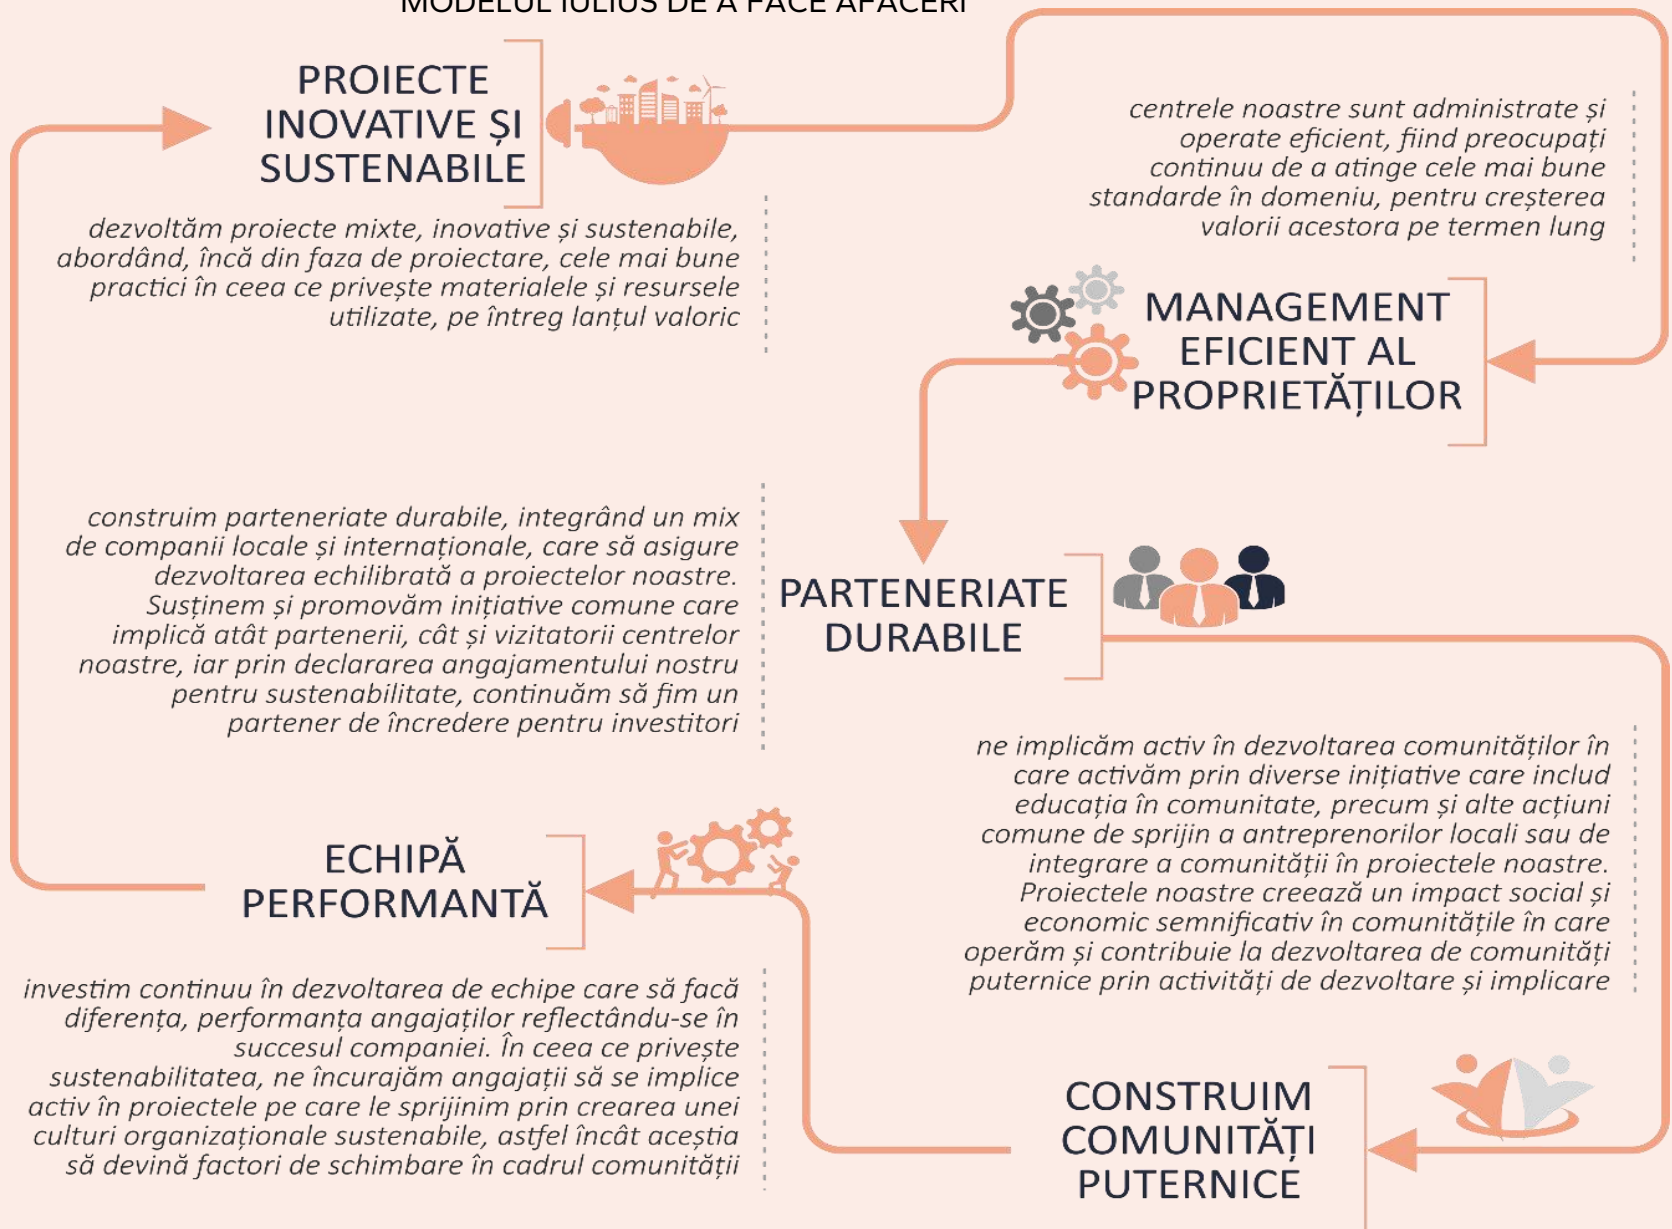 MODELUL IULIUS DE A FACE AFACERI
PROIECTE
INOVATIVE ȘI
SUSTENABILE
dezvoltăm proiecte mixte, inovative și sustenabile,
abordând, încă din faza de proiectare, cele mai bune
practici în ceea ce privește materialele și resursele
utilizate, pe întreg lanțul valoric
centrele noastre sunt administrate și
operate eficient, fiind preocupați
continuu de a atinge cele mai bune
standarde în domeniu, pentru creșterea
valorii acestora pe termen lung
MANAGEMENT
EFICIENT AL
PROPRIETĂȚILOR
construim parteneriate durabile, integrând un mix
de companii locale și internaționale, care să asigure
dezvoltarea echilibrată a proiectelor noastre.
Susținem și promovăm inițiative comune care
implică atât partenerii, cât și vizitatorii centrelor
noastre, iar prin declararea angajamentului nostru
pentru sustenabilitate, continuăm să fim un
partener de încredere pentru investitori
PARTENERIATE
DURABILE
ne implicăm activ în dezvoltarea comunităților în
care activăm prin diverse inițiative care includ
educația în comunitate, precum și alte acțiuni
comune de sprijin a antreprenorilor locali sau de
integrare a comunității în proiectele noastre.
Proiectele noastre creează un impact social și
economic semnificativ în comunitățile în care
operăm și contribuie la dezvoltarea de comunități
puternice prin activități de dezvoltare și implicare
CONSTRUIM
COMUNITĂȚI
PUTERNICE
ECHIPĂ
PERFORMANTĂ
investim continuu în dezvoltarea de echipe care să facă
diferența, performanța angajaților reflectându-se în
succesul companiei. În ceea ce privește
sustenabilitatea, ne încurajăm angajații să se implice
activ în proiectele pe care le sprijinim prin crearea unei
culturi organizaționale sustenabile, astfel încât aceștia
să devină factori de schimbare în cadrul comunității